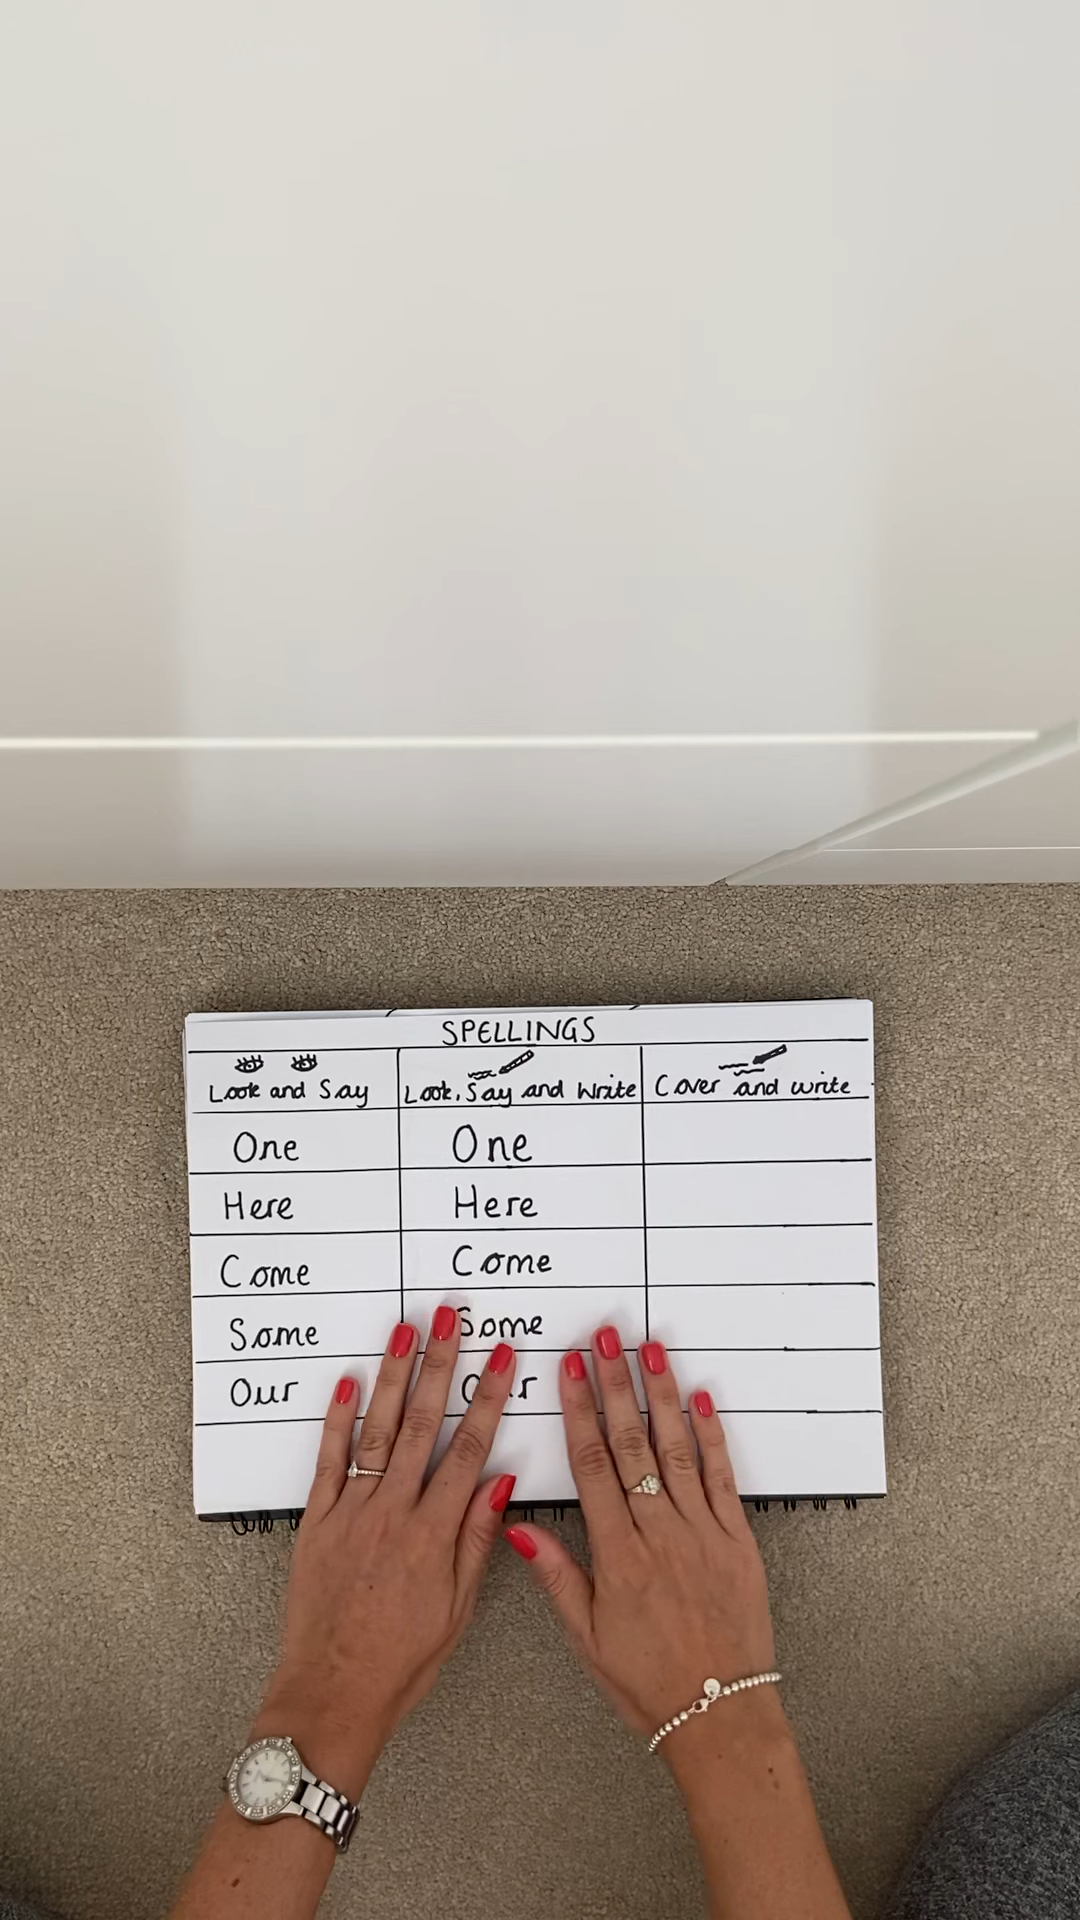 SPELLINGS
Look and Say Look, Say and Write Cover and write
One One
Here Here
Come Come
Some Some
Our